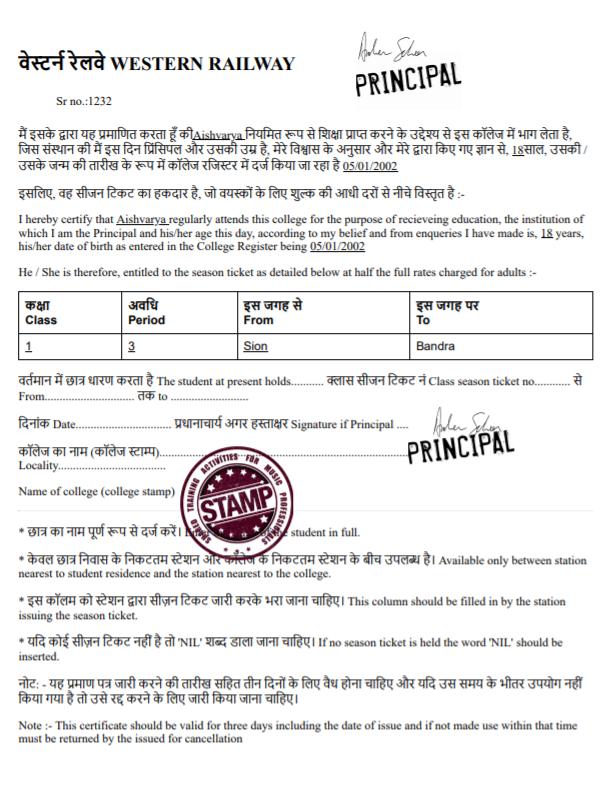 वेस्टर्न रेलवे WESTERN RAILWAY
PRINCIPAL
Sr no.:1232
मैं इसके द्वारा यह प्रमाणित करता हूँ कीAishvarya नियमित रूप से शिक्षा प्राप्त करने के उद्देश्य से इस कॉलेज में भाग लेता है,
जिस संस्थान की मैं इस दिन प्रिंसिपल और उसकी उम्र है, मेरे विश्वास के अनुसार और मेरे द्वारा किए गए ज्ञान से, 18साल, उसकी /
उसके जन्म की तारीख के रूप में कॉलेज रजिस्टर में दर्ज किया जा रहा है 05/01/2002
इसलिए, वह सीजन टिकट का हकदार है, जो वयस्कों के लिए शुल्क की आधी दरों से नीचे विस्तृत है :-
I hereby certify that Aishvarya regularly attends this college for the purpose of recieveing education, the institution of
which I am the Principal and his/her age this day, according to my belief and from enqueries I have made is, 18 years,
his/her date of birth as entered in the College Register being 05/01/2002
He / She is therefore, entitled to the season ticket as detailed below at half the full rates charged for adults :-
कक्षा अवधि इस जगह से इस जगह पर
Class Period From To
1 3 Sion Bandra
वर्तमान में छात्र धारण करता है The student at present holds........... क्लास सीजन टिकट नं Class season ticket no............ से
From.............................. तक to ..........................
दिनांक Date................................ प्रधानाचार्य अगर हस्ताक्षर Signature if Principal ....
PRINCIPAL
कॉलेज का नाम (कॉलेज स्टाम्प)....................................................................................
Locality....................................
Name of college (college stamp)
SPEED TRAINING ACTIVITIES FOR MUSIC PROFESSIONALS
STAMP
* छात्र का नाम पूर्ण रूप से दर्ज करें। student in full.
* केवल छात्र निवास के निकटतम स्टेशन और कॉलेज के निकटतम स्टेशन के बीच उपलब्ध है। Available only between station
nearest to student residence and the station nearest to the college.
* इस कॉलम को स्टेशन द्वारा सीज़न टिकट जारी करके भरा जाना चाहिए। This column should be filled in by the station
issuing the season ticket.
* यदि कोई सीज़न टिकट नहीं है तो 'NIL' शब्द डाला जाना चाहिए। If no season ticket is held the word 'NIL' should be
inserted.
नोट: - यह प्रमाण पत्र जारी करने की तारीख सहित तीन दिनों के लिए वैध होना चाहिए और यदि उस समय के भीतर उपयोग नहीं
किया गया है तो उसे रद्द करने के लिए जारी किया जाना चाहिए।
Note :- This certificate should be valid for three days including the date of issue and if not made use within that time
must be returned by the issued for cancellation